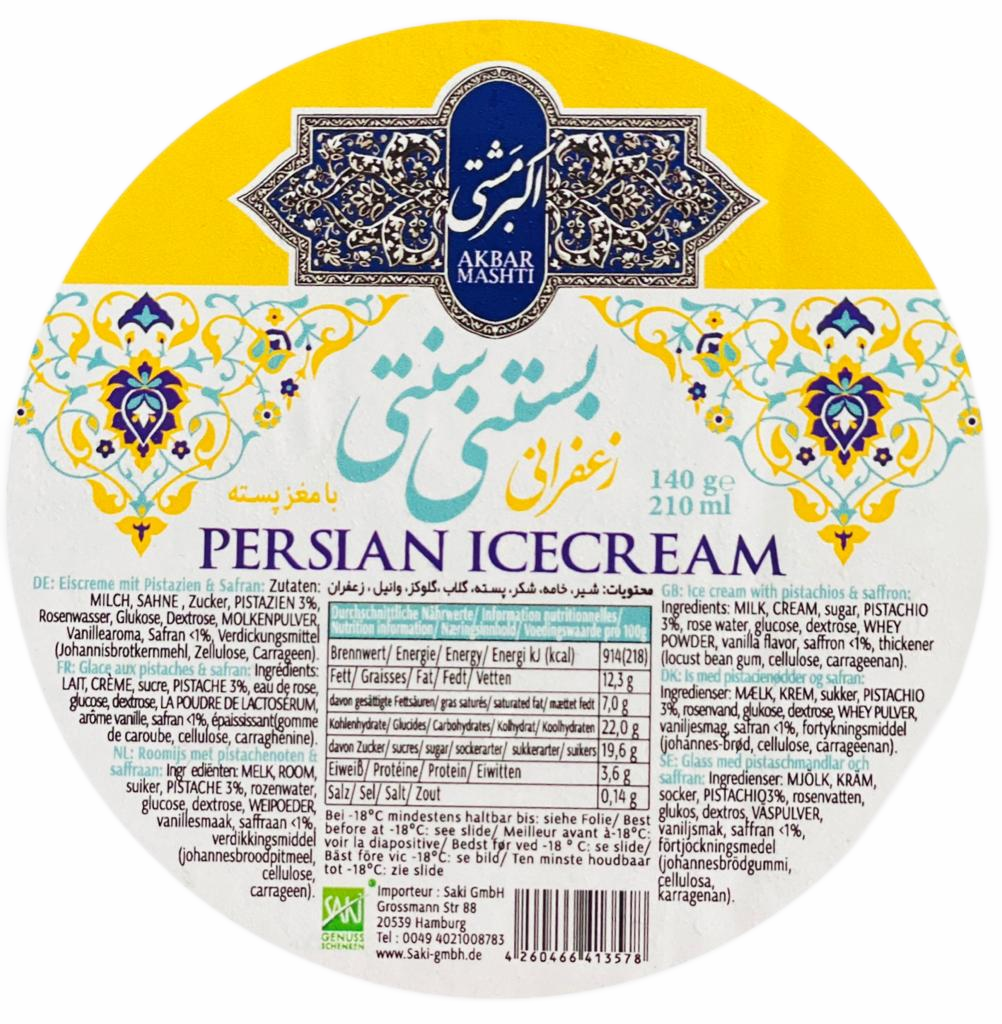 اکبر مَشتی
AKBAR
MASHTI
بستنی سنتی
زعفرانی
با مغز پسته
140 g℮
210 ml
PERSIAN ICECREAM
DE: Eiscreme mit Pistazien & Safran: Zutaten:
MILCH, SAHNE , Zucker, PISTAZIEN 3%,
Rosenwasser, Glukose, Dextrose, MOLKENPULVER,
Vanillearoma, Safran <1%, Verdickungsmittel
(Johannisbrotkernmehl, Zellulose, Carrageen).
FR: Glace aux pistaches & safran: Ingrédients:
LAIT, CRÈME, sucre, PISTACHE 3%, eau de rose,
glucose, dextrose, LA POUDRE DE LACTOSÉRUM,
arôme vanille, safran <1%, épaississant(gomme
de caroube, cellulose, carraghénine).
NL: Roomijs met pistachenoten &
saffraan: Ingr ediënten: MELK, ROOM,
suiker, PISTACHE 3%, rozenwater,
glucose, dextrose, WEIPOEDER,
vanillesmaak, saffraan <1%,
verdikkingsmiddel
(johannesbroodpitmeel,
cellulose,
carrageen).
محتویات: شیر، خامه، شکر، پسته، گلاب، گلوکز، وانیل ، زعفران
Durchschnittliche Nährwerte/ Information nutritionnelles/
Nutrition information/ Næringsinnhold/ Voedingswaarde pro 100g
Brennwert/ Energie/ Energy/ Energi kJ (kcal) 914(218)
Fett/ Graisses/ Fat/ Fedt/ Vetten 12,3 g
davon gesättigte Fettsäuren/ gras saturés/ saturated fat/ mættet fedt 7,0 g
Kohlenhydrate/ Glucides/ Carbohydrates/ Kolhydrat/ Koolhydraten 22,0 g
davon Zucker/ sucres/ sugar/ sockerarter/ sukkerarter/ suikers 19,6 g
Eiweiß/ Protéine/ Protein/ Eiwitten 3,6 g
Salz/ Sel/ Salt/ Zout 0,14 g
Bei -18°C mindestens haltbar bis: siehe Folie/ Best
before at -18°C: see slide/ Meilleur avant à-18°C:
voir la diapositive/ Bedst før ved -18 ° C: se slide/
Bäst före vic -18°C: se bild/ Ten minste houdbaar
tot -18°C: zie slide
GB: Ice cream with pistachios & saffron:
Ingredients: MILK, CREAM, sugar, PISTACHIO
3%, rose water, glucose, dextrose, WHEY
POWDER, vanilla flavor, saffron <1%, thickener
(locust bean gum, cellulose, carrageenan).
DK: Is med pistacienødder og safran:
Ingredienser: MÆLK, KREM, sukker, PISTACHIO
3%, rosenvand, glukose, dextrose, WHEY PULVER,
vaniljesmag, safran <1%, fortykningsmiddel
(johannes-brød, cellulose, carrageenan).
SE: Glass med pistaschmandlar och
saffran: Ingredienser: MJÖLK, KRÄM,
socker, PISTACHIO3%, rosenvatten,
glukos, dextros, VASPULVER,
vaniljsmak, saffran <1%,
förtjockningsmedel
(johannesbrödgummi,
cellulosa,
karragenan).
SAKI
GENUSS
SCHENKEN
Importeur : Saki GmbH
Grossmann Str 88
20539 Hamburg
Tel : 0049 4021008783
www.Saki-gmbh.de
4 260466 413578